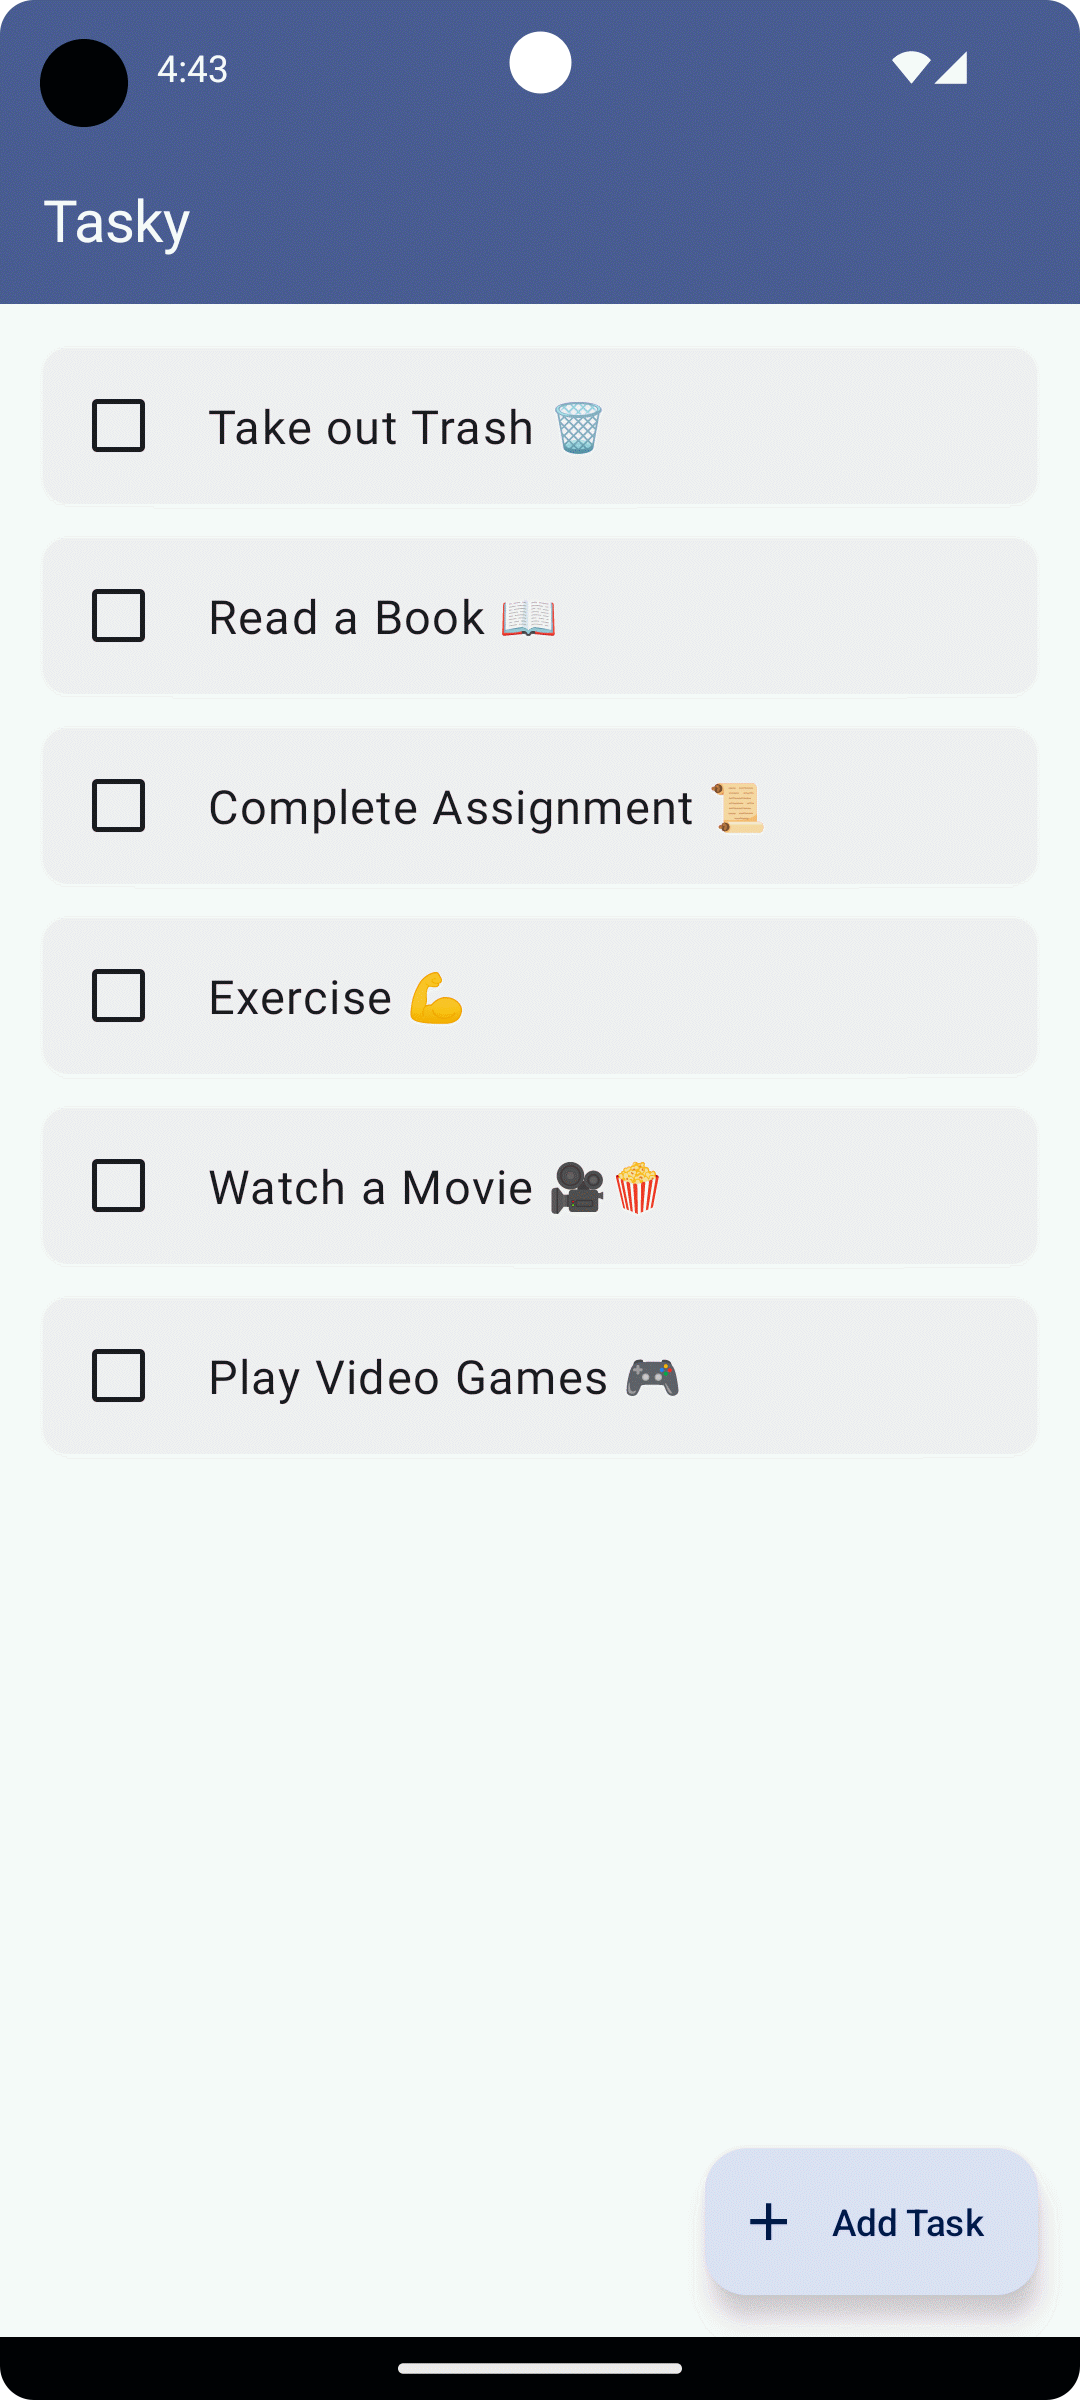 4:43
Tasky
Take out Trash 🗑️
Read a Book 📖
Complete Assignment 📜
Exercise 💪
Watch a Movie 🎥🍿
Play Video Games 🎮
Add Task